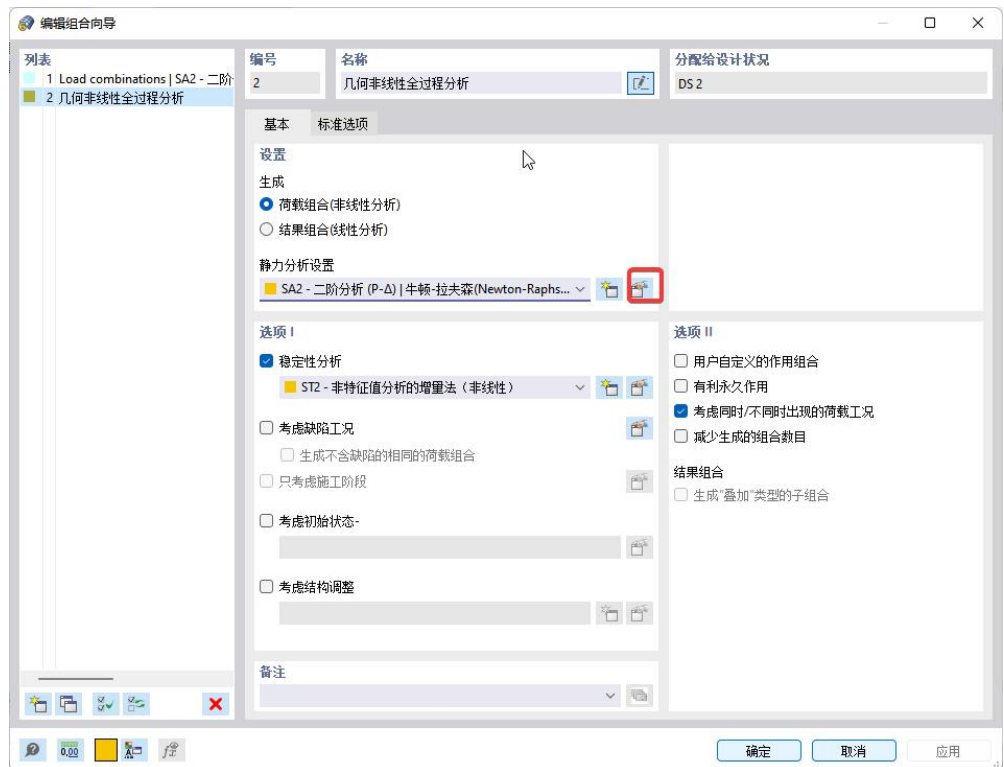 编辑组合向导
列表
1 Load combinations | SA2 - 二阶
2 几何非线性全过程分析
编号
2
名称
几何非线性全过程分析
分配给设计状况
DS 2
基本 标准选项
设置
生成
荷载组合(非线性分析)
结果组合(线性分析)
静力分析设置
SA2 - 二阶分析 (P-Δ) | 牛顿-拉夫森(Newton-Raphs...
选项 I
稳定性分析
ST2 - 非特征值分析的增量法（非线性）
考虑缺陷工况
生成不含缺陷的相同的荷载组合
只考虑施工阶段
考虑初始状态-
考虑结构调整
选项 II
用户自定义的作用组合
有利永久作用
考虑同时/不同时出现的荷载工况
减少生成的组合数目
结果组合
生成"叠加"类型的子组合
备注
0.00
确定 取消 应用